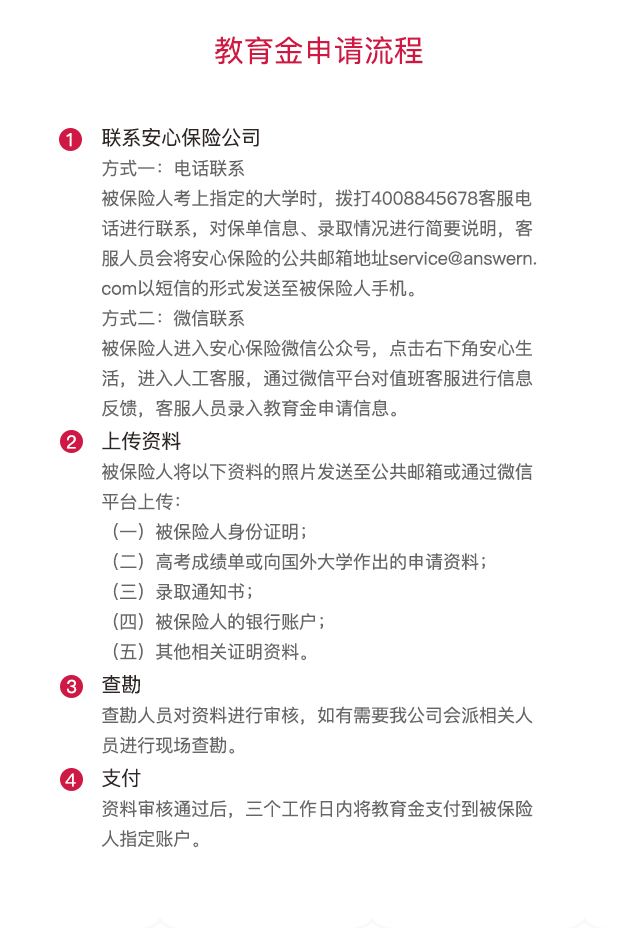 教育金申请流程
1 联系安心保险公司
方式一：电话联系
被保险人考上指定的大学时，拨打4008845678客服电
话进行联系，对保单信息、录取情况进行简要说明，客
服人员会将安心保险的公共邮箱地址service@answern.
com以短信的形式发送至被保险人手机。
方式二：微信联系
被保险人进入安心保险微信公众号，点击右下角安心生
活，进入人工客服，通过微信平台对值班客服进行信息
反馈，客服人员录入教育金申请信息。
2 上传资料
被保险人将以下资料的照片发送至公共邮箱或通过微信
平台上传：
（一）被保险人身份证明；
（二）高考成绩单或向国外大学作出的申请资料；
（三）录取通知书；
（四）被保险人的银行账户；
（五）其他相关证明资料。
3 查勘
查勘人员对资料进行审核，如有需要我公司会派相关人
员进行现场查勘。
4 支付
资料审核通过后，三个工作日内将教育金支付到被保险
人指定账户。